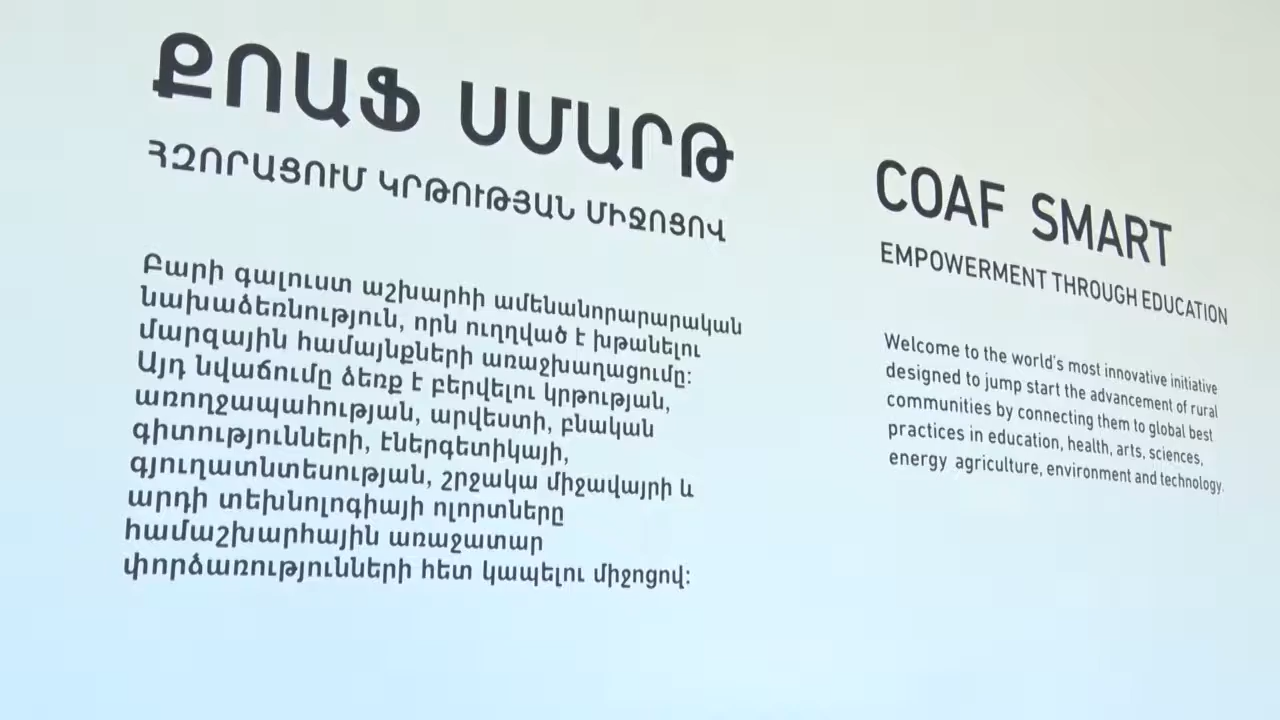 ՔՈԱՖ ՍՄԱՐԹ
ՀԶՈՐԱՑՈՒՄ ԿՐԹՈՒԹՅԱՆ ՄԻՋՈՑՈՎ
Բարի գալուստ աշխարհի ամենանորարարական
նախաձեռնություն, որն ուղղված է խթանելու
մարզային համայնքների առաջխաղացումը:
Այդ նվաճումը ձեռք է բերվելու կրթության,
առողջապահության, արվեստի, բնական
գիտությունների, էներգետիկայի,
գյուղատնտեսության, շրջակա միջավայրի և
արդի տեխնոլոգիայի ոլորտները
համաշխարհային առաջատար
փորձառությունների հետ կապելու միջոցով:
COAF SMART
EMPOWERMENT THROUGH EDUCATION
Welcome to the world's most innovative initiative
designed to jump start the advancement of rural
communities by connecting them to global best
practices in education, health, arts, sciences,
energy agriculture, environment and technology.